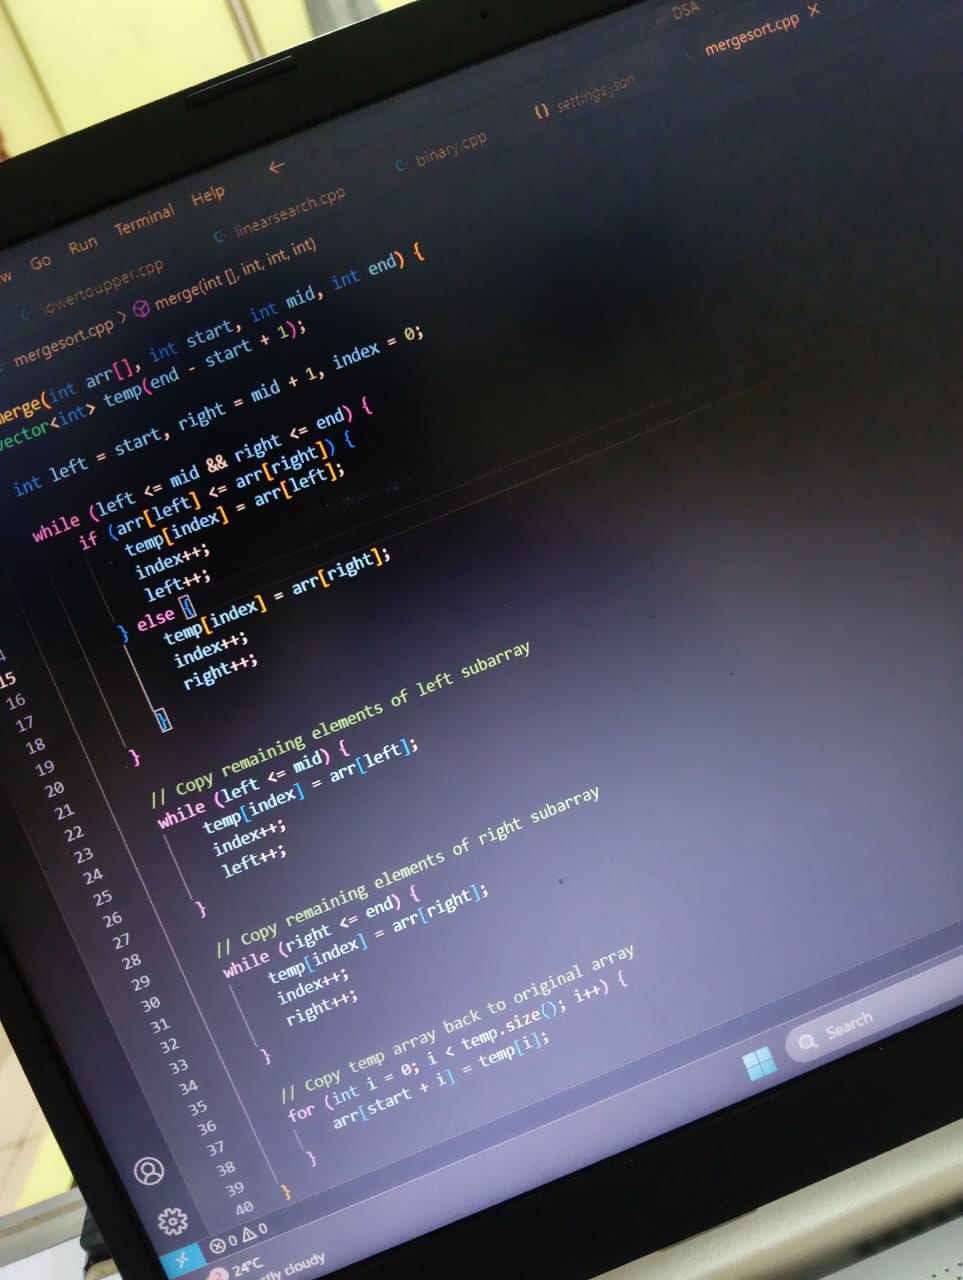 DSA
Go Run Terminal Help ←
lowertoupper.cpp linearsearch.cpp binary.cpp {} settings.json mergesort.cpp ×
mergesort.cpp > merge(int [], int, int, int)
merge(int arr[], int start, int mid, int end) {
vector<int> temp(end - start + 1);
int left = start, right = mid + 1, index = 0;
while (left <= mid && right <= end) {
if (arr[left] <= arr[right]) {
temp[index] = arr[left];
index++;
left++;
} else {
temp[index] = arr[right];
index++;
15 right++;
16
17 }
18
19 }
20
21 // Copy remaining elements of left subarray
22 while (left <= mid) {
23 temp[index] = arr[left];
24 index++;
25 left++;
26
27 }
28
29 // Copy remaining elements of right subarray
30 while (right <= end) {
31 temp[index] = arr[right];
32 index++;
33 right++;
34
35 }
36
37 // Copy temp array back to original array
38 for (int i = 0; i < temp.size(); i++) {
39 arr[start + i] = temp[i];
40
}
}
0 0
24°C
cloudy
Search